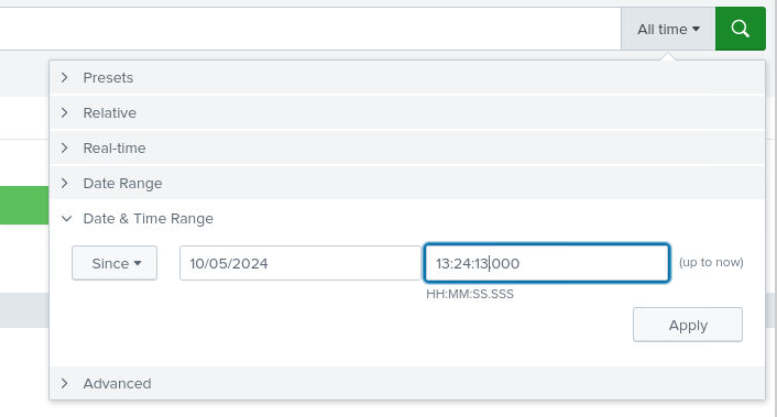 All time
Presets
Relative
Real-time
Date Range
Date & Time Range
Since 10/05/2024 13:24:13.000 (up to now)
HH:MM:SS.SSS
Apply
Advanced